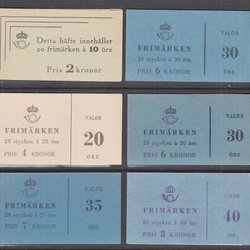 Detta häfte innehåller
20 frimärken à 10 öre
Pris 2 kronor
FRIMÄRKEN
20 stycken à 30 öre
PRIS 6 KRONOR
VALÖR
30
ÖRE
FRIMÄRKEN
20 stycken à 20 öre
PRIS 4 KRONOR
VALÖR
20
ÖRE
FRIMÄRKEN
20 stycken à 30 öre
PRIS 6 KRONOR
VALÖR
30
ÖRE
FRIMÄRKEN
20 stycken à 35 öre
PRIS 7 KRONOR
VALÖR
35
ÖRE
FRIMÄRKEN
20 stycken à 40 öre
PRIS 8 KRONOR
VALÖR
40
ÖRE